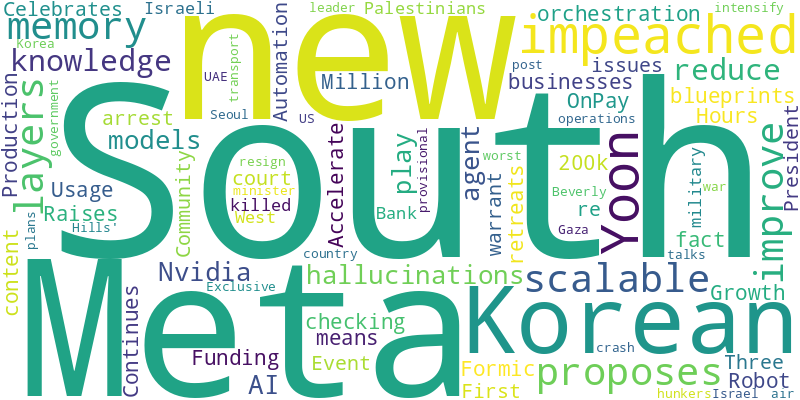 Celebrates
Israeli
leader
Palestinians
intensify
memory
new
orchestration
impeached
Korea
knowledge
UAE
transport
Automation
Million
post
issues
businesses
reduce
Production
layers
government
arrest
models
South
Seoul
US
OnPay
operations
blueprints
Hours
Usage
Raises
Hills'
plans
Community
court
resign
minister
killed
West
Accelerate
play
provisional
Bank
agent
warrant
worst
retreats
200k
Beverly
re
Gaza
Yoon
military
war
fact
talks
improve
President
content
Nvidia
Exclusive
country
hallucinations
scalable
Growth
Meta
Continues
Funding
AI
checking
means
Event
Korean
crash
proposes
Formic
First
Three
Robot
hunkers
Israel
air